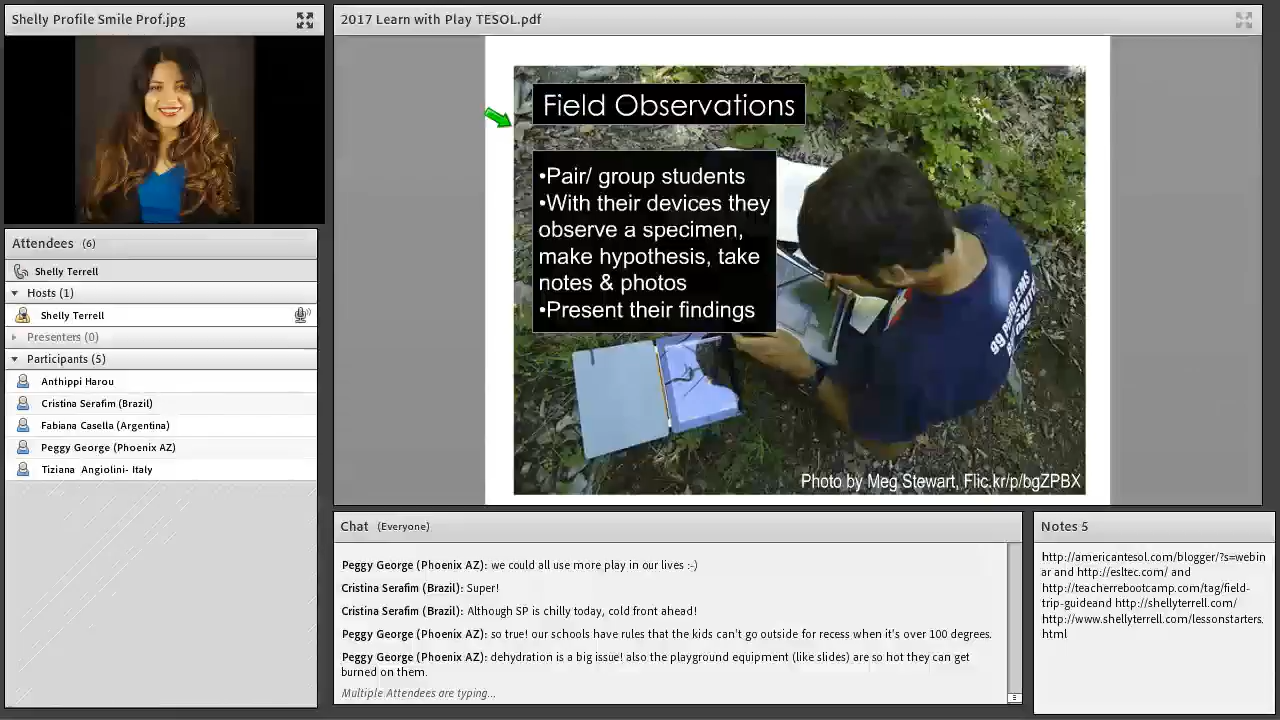 Shelly Profile Smile Prof.jpg
2017 Learn with Play TESOL.pdf
Attendees (6)
Shelly Terrell
Hosts (1)
Shelly Terrell
Presenters (0)
Participants (5)
Anthippi Harou
Cristina Serafim (Brazil)
Fabiana Casella (Argentina)
Peggy George (Phoenix AZ)
Tiziana Angiolini- Italy
Field Observations
•Pair/ group students
•With their devices they
observe a specimen,
make hypothesis, take
notes & photos
•Present their findings
99 PROBLEMS
Photo by Meg Stewart, Flic.kr/p/bgZPBX
Chat (Everyone)
Peggy George (Phoenix AZ): we could all use more play in our lives :-)
Cristina Serafim (Brazil): Super!
Cristina Serafim (Brazil): Although SP is chilly today, cold front ahead!
Peggy George (Phoenix AZ): so true! our schools have rules that the kids can't go outside for recess when it's over 100 degrees.
Peggy George (Phoenix AZ): dehydration is a big issue! also the playground equipment (like slides) are so hot they can get
burned on them.
Multiple Attendees are typing...
Notes 5
http://americantesol.com/blogger/?s=webin
ar and http://esltec.com/ and
http://teacherrebootcamp.com/tag/field-
trip-guideand http://shellyterrell.com/
http://www.shellyterrell.com/lessonstarters.
html